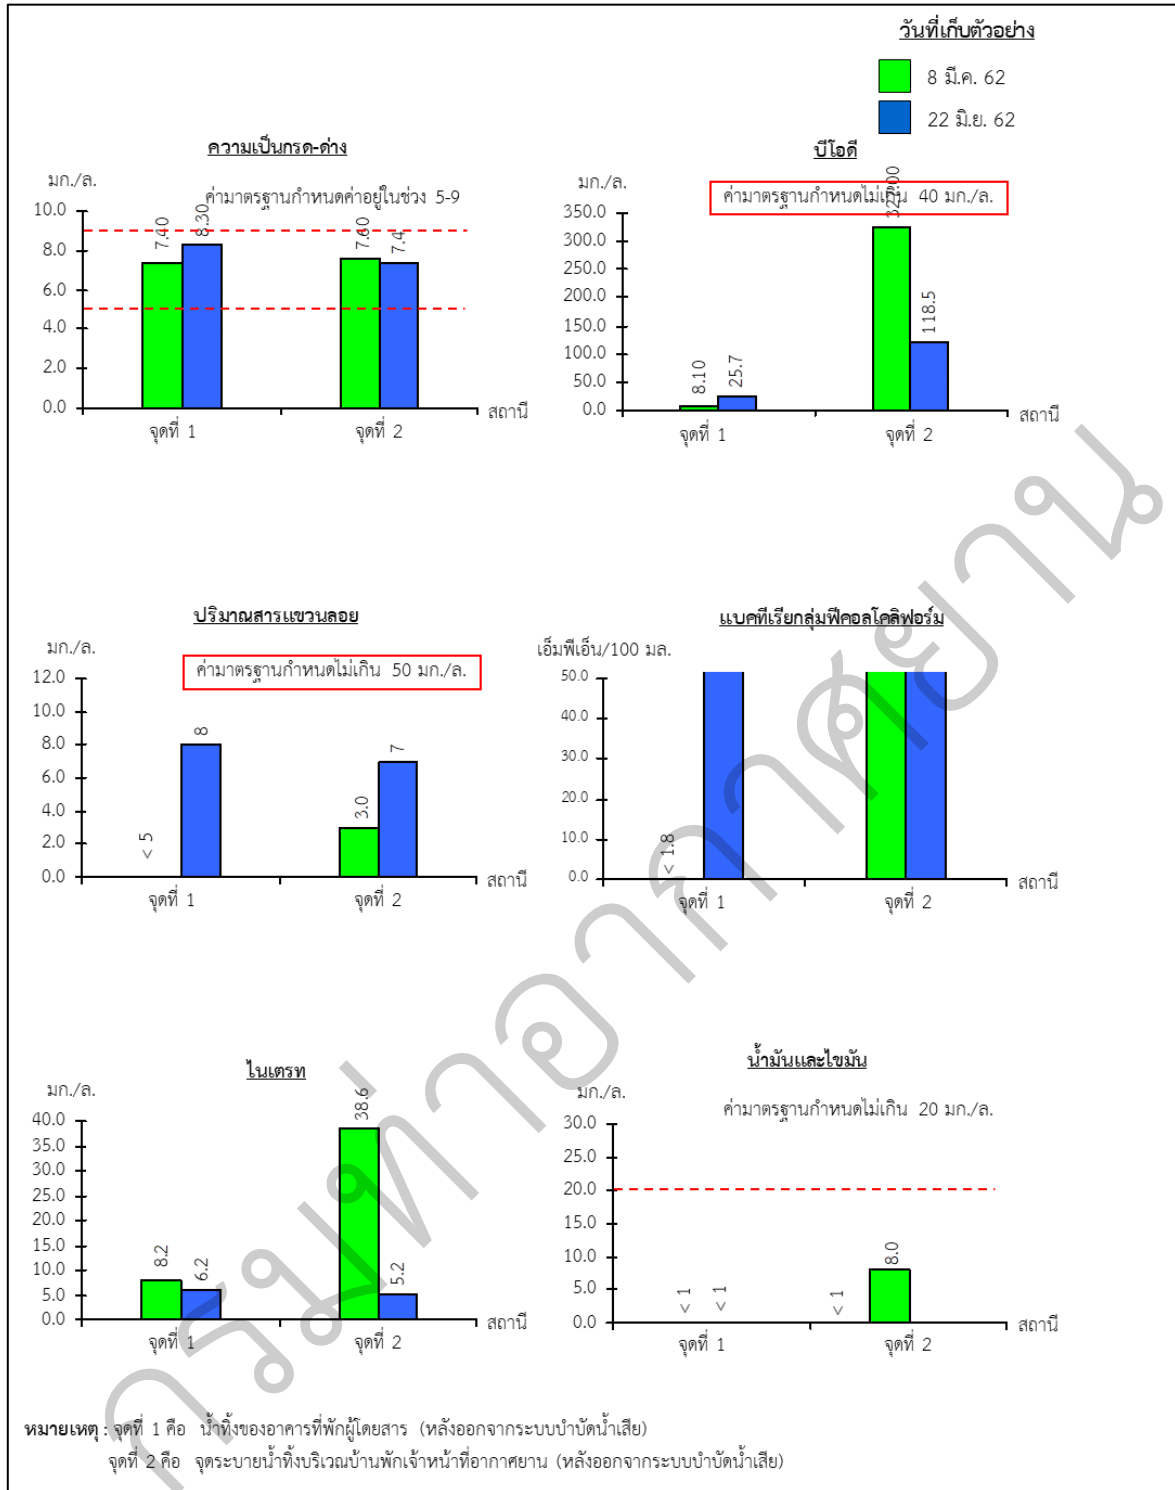 วันที่เก็บตัวอย่าง
8 มี.ค. 62
22 มิ.ย. 62
ความเป็นกรด-ด่าง
มก./ล.
ค่ามาตรฐานกำหนดค่าอยู่ในช่วง 5-9
10.0
8.0
6.0
4.0
2.0
0.0
7.40
8.30
7.60
7.4
จุดที่ 1
จุดที่ 2
สถานี
บีโอดี
มก./ล.
ค่ามาตรฐานกำหนดไม่เกิน 40 มก./ล.
350.0
300.0
250.0
200.0
150.0
100.0
50.0
0.0
8.10
25.7
327.00
118.5
จุดที่ 1
จุดที่ 2
สถานี
ปริมาณสารแขวนลอย
มก./ล.
ค่ามาตรฐานกำหนดไม่เกิน 50 มก./ล.
12.0
10.0
8.0
6.0
4.0
2.0
0.0
< 5
8
3.0
7
จุดที่ 1
จุดที่ 2
สถานี
แบคทีเรียกลุ่มฟีคอลโคลิฟอร์ม
เอ็มพีเอ็น/100 มล.
50.0
40.0
30.0
20.0
10.0
0.0
< 1.8
จุดที่ 1
จุดที่ 2
สถานี
ไนเตรท
มก./ล.
40.0
35.0
30.0
25.0
20.0
15.0
10.0
5.0
0.0
8.2
6.2
38.6
5.2
จุดที่ 1
จุดที่ 2
สถานี
น้ำมันและไขมัน
มก./ล.
ค่ามาตรฐานกำหนดไม่เกิน 20 มก./ล.
30.0
25.0
20.0
15.0
10.0
5.0
0.0
< 1
< 1
< 1
8.0
จุดที่ 1
จุดที่ 2
สถานี
หมายเหตุ : จุดที่ 1 คือ น้ำทิ้งของอาคารที่พักผู้โดยสาร (หลังออกจากระบบบำบัดน้ำเสีย)
จุดที่ 2 คือ จุดระบายน้ำทิ้งบริเวณบ้านพักเจ้าหน้าที่อากาศยาน (หลังออกจากระบบบำบัดน้ำเสีย)
กรมท่าอากาศยาน